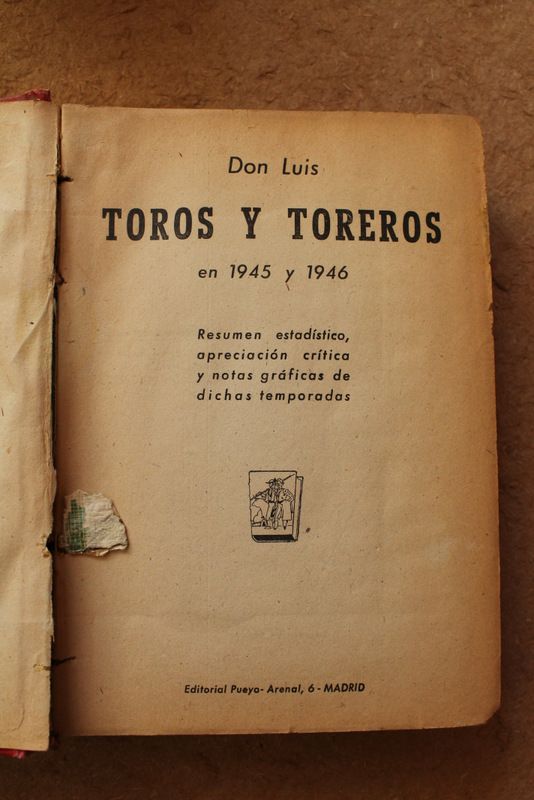 Don Luis
TOROS Y TOREROS
en 1945 y 1946
Resumen estadístico,
apreciación crítica
y notas gráficas de
dichas temporadas
Editorial Pueyo- Arenal, 6 - MADRID